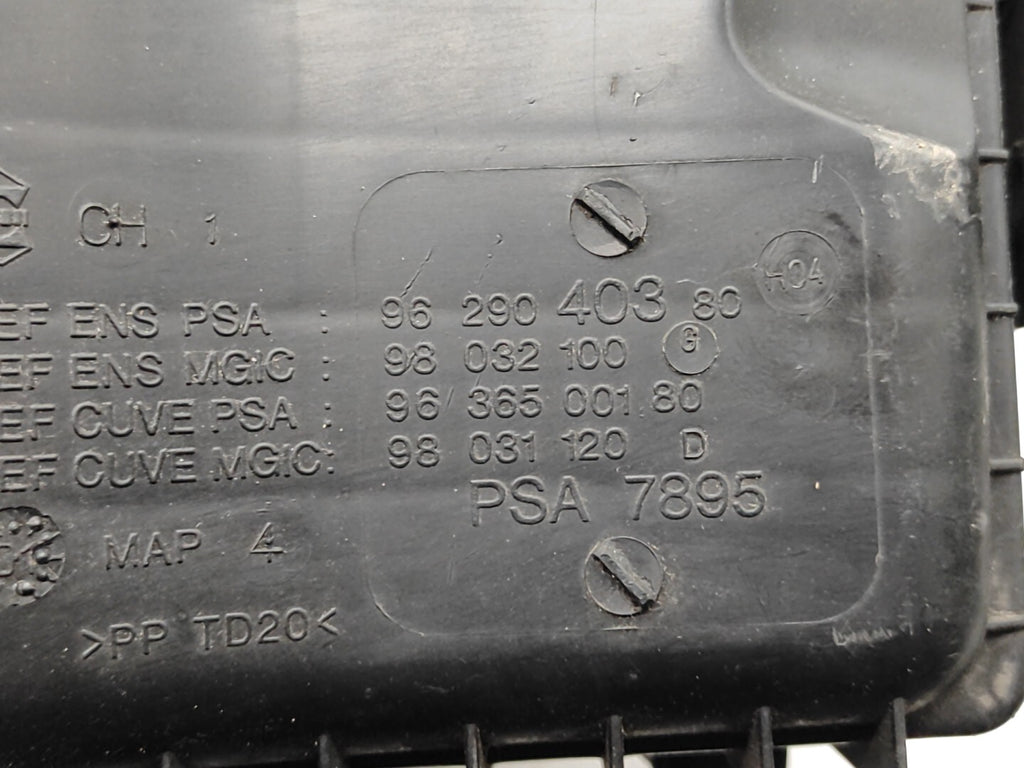 CH 1
H04
EF ENS PSA : 96 290 403 80
EF ENS MGIC : 98 032 100 G
EF CUVE PSA : 96 365 001 80
EF CUVE MGIC: 98 031 120 D
PSA 7895
MAP 4
>PP TD20<